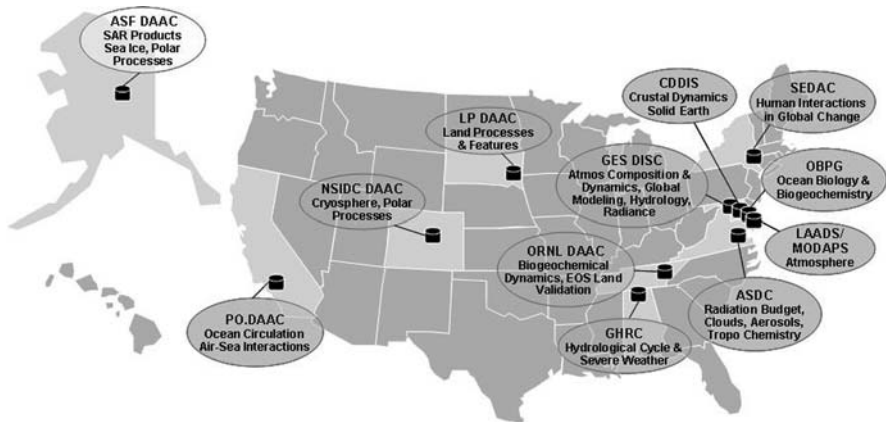 ASF DAAC
SAR Products
Sea Ice, Polar
Processes
CDDIS
Crustal Dynamics
Solid Earth
SEDAC
Human Interactions
in Global Change
LP DAAC
Land Processes
& Features
GES DISC
Atmos Composition &
Dynamics, Global
Modeling, Hydrology,
Radiance
OBPG
Ocean Biology &
Biogeochemistry
NSIDC DAAC
Cryosphere, Polar
Processes
LAADS/
MODAPS
Atmosphere
ORNL DAAC
Biogeochemical
Dynamics, EOS Land
Validation
ASDC
Radiation Budget,
Clouds, Aerosols,
Tropo Chemistry
PO.DAAC
Ocean Circulation
Air-Sea Interactions
GHRC
Hydrological Cycle &
Severe Weather